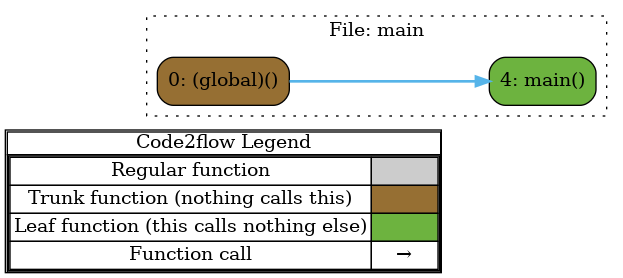 File: main
0: (global)()
4: main()
Code2flow Legend
Regular function
Trunk function (nothing calls this)
Leaf function (this calls nothing else)
Function call →